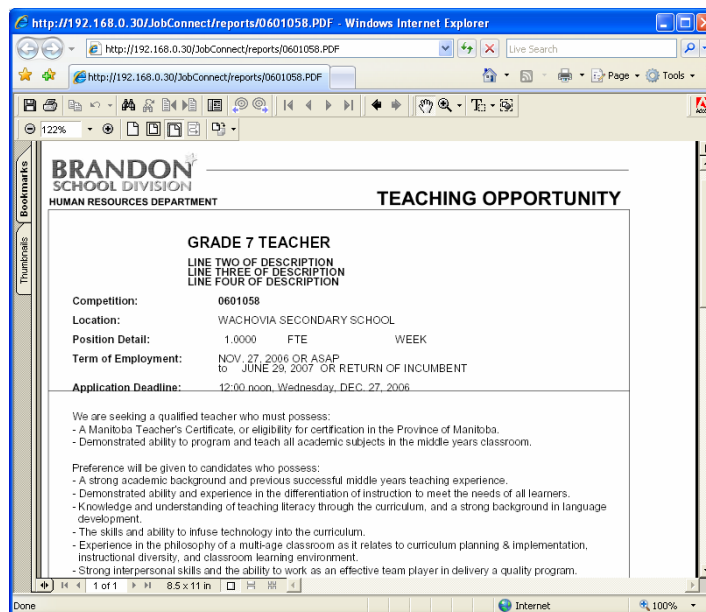 http://192.168.0.30/JobConnect/reports/0601058.PDF - Windows Internet Explorer
http://192.168.0.30/JobConnect/reports/0601058.PDF
Live Search
http://192.168.0.30/JobConnect/reports/0601058.PDF
Page
Tools
122%
Bookmarks
Thumbnails
BRANDON
SCHOOL DIVISION
HUMAN RESOURCES DEPARTMENT
TEACHING OPPORTUNITY
GRADE 7 TEACHER
LINE TWO OF DESCRIPTION
LINE THREE OF DESCRIPTION
LINE FOUR OF DESCRIPTION
Competition: 0601058
Location: WACHOVIA SECONDARY SCHOOL
Position Detail: 1.0000 FTE WEEK
Term of Employment: NOV. 27, 2006 OR ASAP
to JUNE 29, 2007 OR RETURN OF INCUMBENT
Application Deadline: 12:00 noon, Wednesday, DEC. 27, 2006
We are seeking a qualified teacher who must possess:
- A Manitoba Teacher's Certificate, or eligibility for certification in the Province of Manitoba.
- Demonstrated ability to program and teach all academic subjects in the middle years classroom.
Preference will be given to candidates who possess:
- A strong academic background and previous successful middle years teaching experience.
- Demonstrated ability and experience in the differentiation of instruction to meet the needs of all learners.
- Knowledge and understanding of teaching literacy through the curriculum, and a strong background in language
development.
- The skills and ability to infuse technology into the curriculum.
- Experience in the philosophy of a multi-age classroom as it relates to curriculum planning & implementation,
instructional diversity, and classroom learning environment.
- Strong interpersonal skills and the ability to work as an effective team player in delivery a quality program.
1 of 1
8.5 x 11 in
Done
Internet
100%